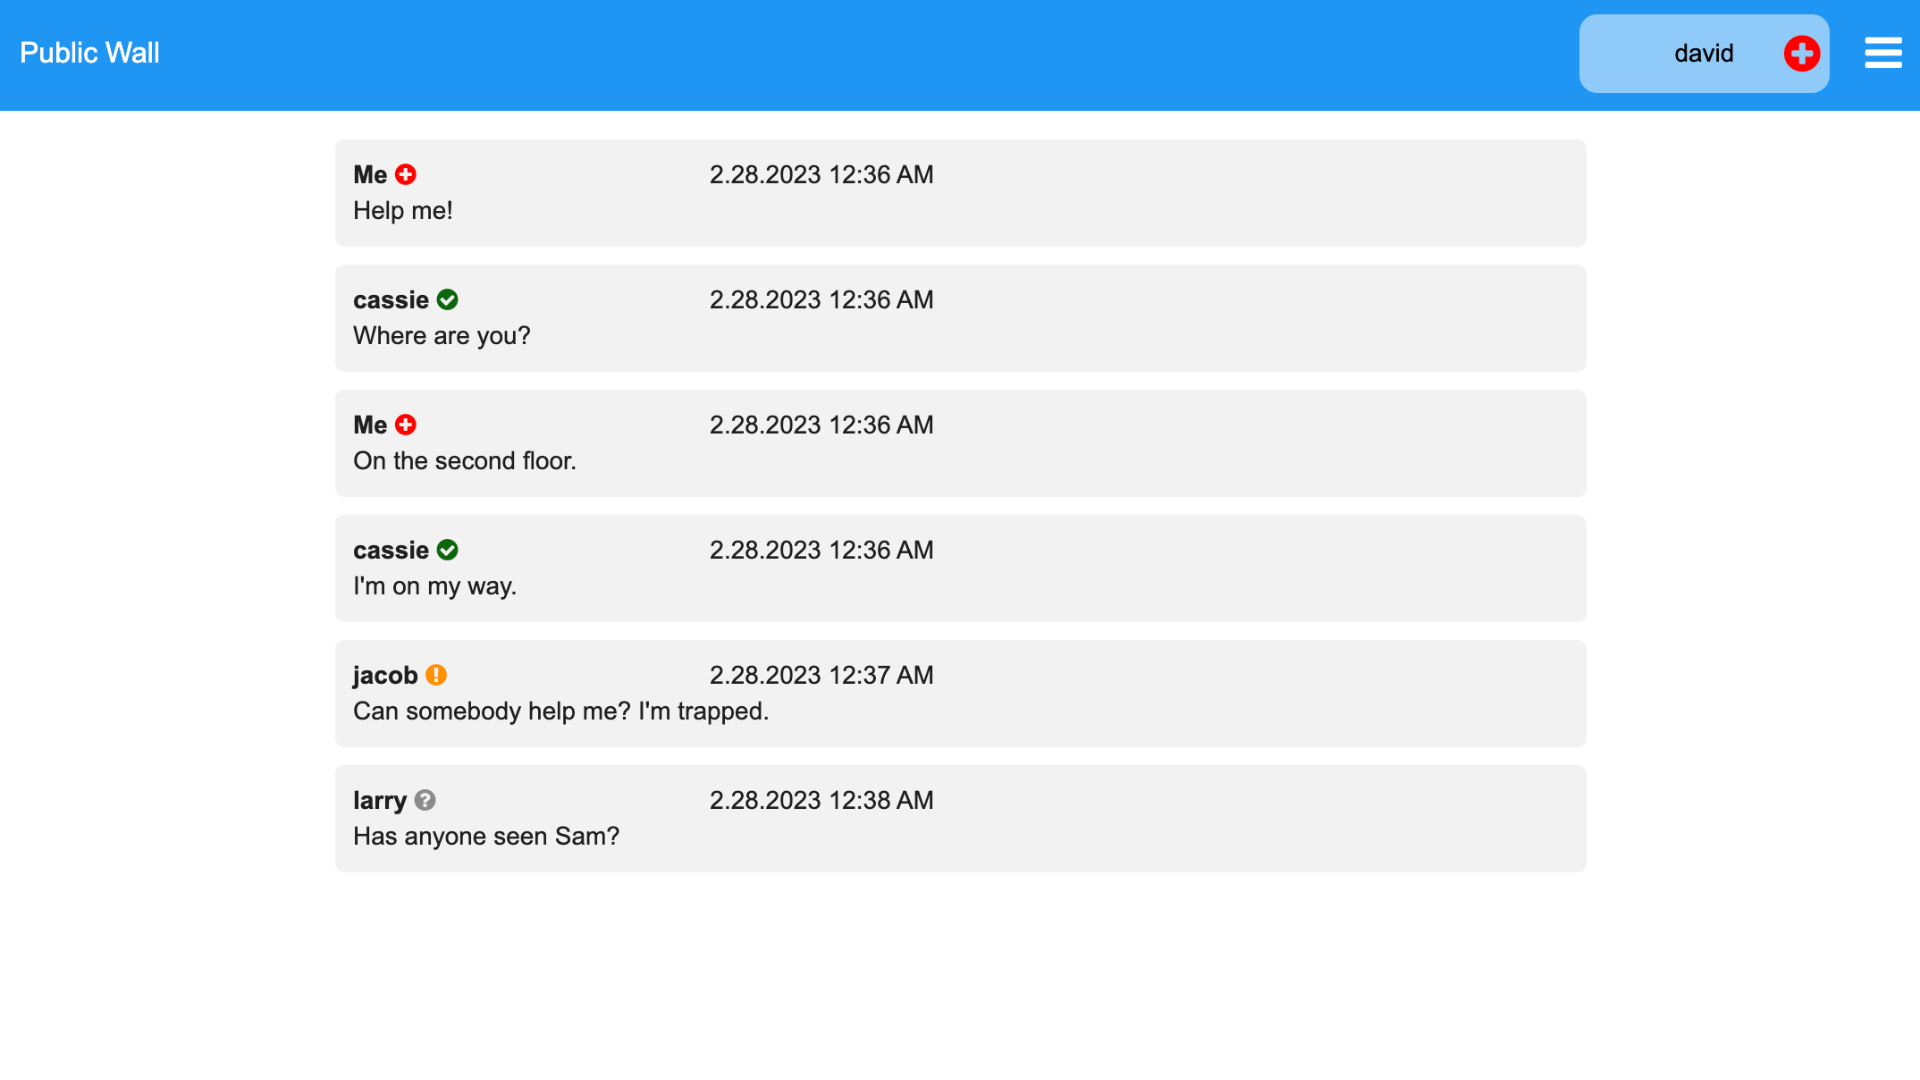 Public Wall
david
Me 2.28.2023 12:36 AM
Help me!
cassie 2.28.2023 12:36 AM
Where are you?
Me 2.28.2023 12:36 AM
On the second floor.
cassie 2.28.2023 12:36 AM
I'm on my way.
jacob 2.28.2023 12:37 AM
Can somebody help me? I'm trapped.
larry 2.28.2023 12:38 AM
Has anyone seen Sam?